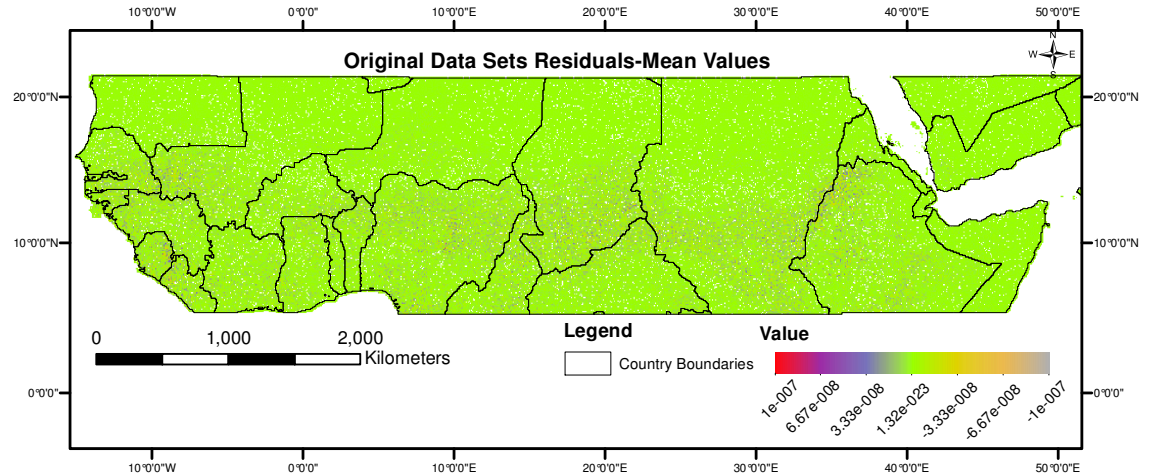 10°0'0"W 0°0'0" 10°0'0"E 20°0'0"E 30°0'0"E 40°0'0"E 50°0'0"E
N
W E
S
Original Data Sets Residuals-Mean Values
20°0'0"N 20°0'0"N
10°0'0"N 10°0'0"N
0 1,000 2,000
Kilometers
Legend
Country Boundaries
Value
1e-007
6.67e-008
3.33e-008
1.32e-023
-3.33e-008
-6.67e-008
-1e-007
0°0'0" 0°0'0"
10°0'0"W 0°0'0" 10°0'0"E 20°0'0"E 30°0'0"E 40°0'0"E 50°0'0"E